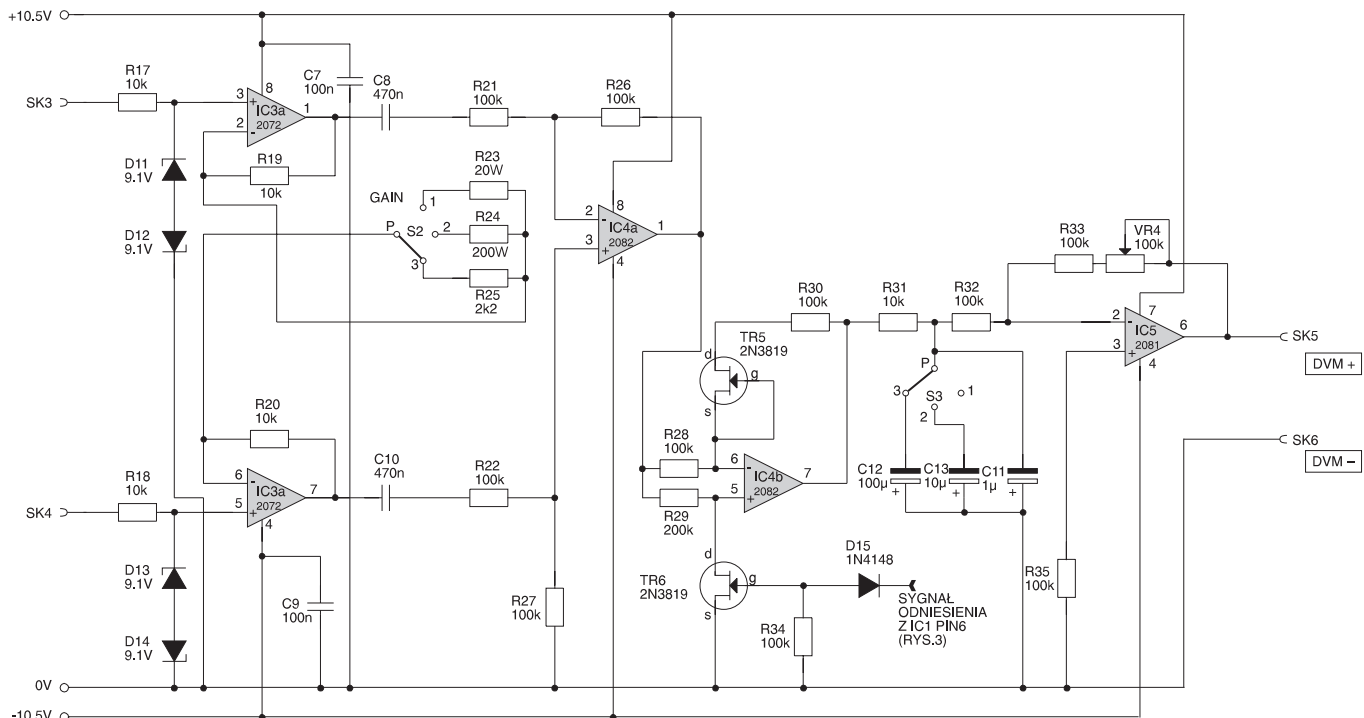 +10.5V
SK3
R17
10k
3
+
2
-
8
IC3a
2072
1
C7
100n
C8
470n
R21
100k
R26
100k
D11
9.1V
R19
10k
D12
9.1V
GAIN
P
S2
1
2
3
R23
20W
R24
200W
R25
2k2
2
-
3
+
8
IC4a
2082
1
4
R30
100k
R31
10k
R32
100k
R33
100k
VR4
100k
2
-
3
+
7
IC5
2081
6
4
SK5
DVM +
SK6
DVM –
TR5
2N3819
d
g
s
P
3
S3
2
1
R20
10k
R18
10k
SK4
6
-
5
+
IC3a
2072
7
4
C10
470n
R22
100k
R28
100k
R29
200k
6
-
5
+
IC4b
2082
7
C12
100µ
+
C13
10µ
+
C11
1µ
+
D13
9.1V
D14
9.1V
C9
100n
R27
100k
TR6
2N3819
d
g
s
D15
1N4148
R34
100k
SYGNAŁ
ODNIESIENIA
Z IC1 PIN6
(RYS.3)
R35
100k
0V
-10.5V